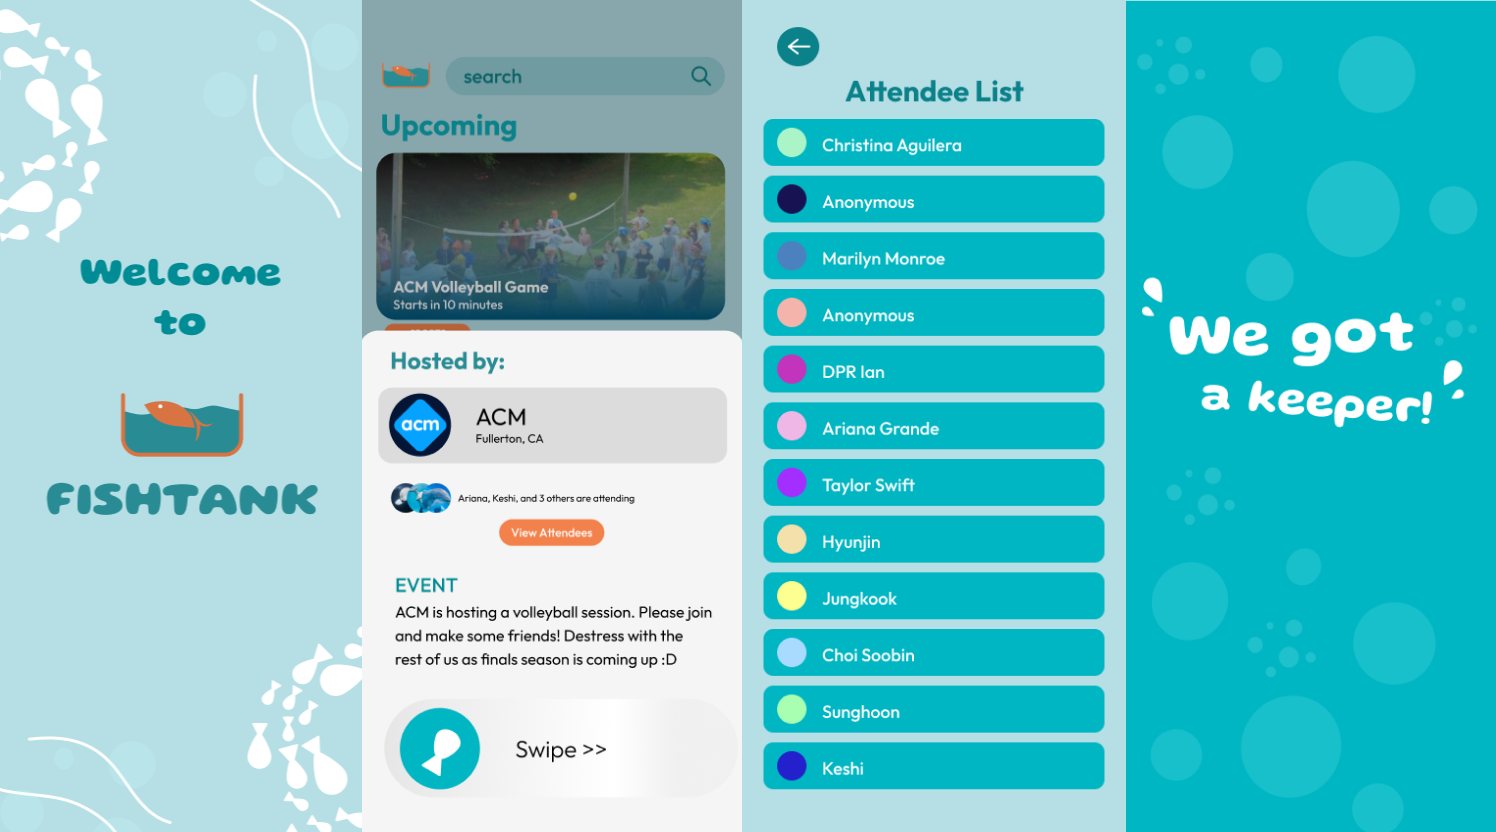 Welcome
to
FISHTANK
search
Upcoming
ACM Volleyball Game
Starts in 10 minutes
Hosted by:
acm
ACM
Fullerton, CA
Ariana, Keshi, and 3 others are attending
View Attendees
EVENT
ACM is hosting a volleyball session. Please join
and make some friends! Destress with the
rest of us as finals season is coming up :D
Swipe >>
Attendee List
Christina Aguilera
Anonymous
Marilyn Monroe
Anonymous
DPR Ian
Ariana Grande
Taylor Swift
Hyunjin
Jungkook
Choi Soobin
Sunghoon
Keshi
We got
a keeper!